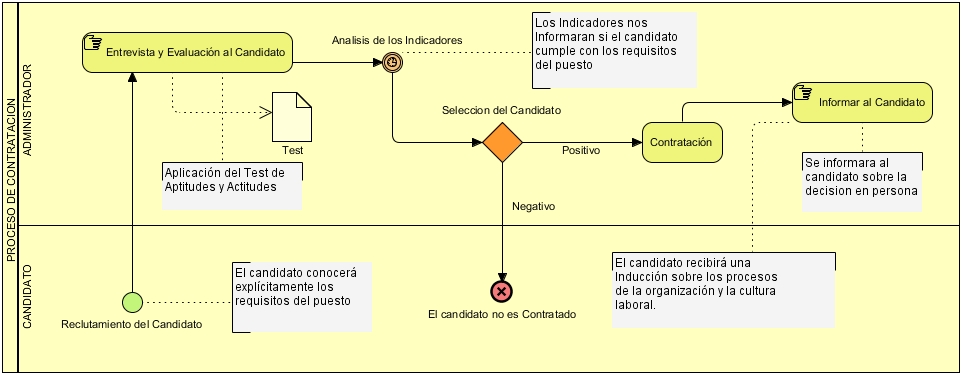 PROCESO DE CONTRATACION
ADMINISTRADOR
Entrevista y Evaluación al Candidato
Analisis de los Indicadores
Los Indicadores nos
Informaran si el candidato
cumple con los requisitos
del puesto
Test
Aplicación del Test de
Aptitudes y Actitudes
Seleccion del Candidato
Positivo
Negativo
Contratación
Informar al Candidato
Se informara al
candidato sobre la
decision en persona
CANDIDATO
Reclutamiento del Candidato
El candidato conocerá
explícitamente los
requisitos del puesto
El candidato no es Contratado
El candidato recibirá una
Inducción sobre los procesos
de la organización y la cultura
laboral.